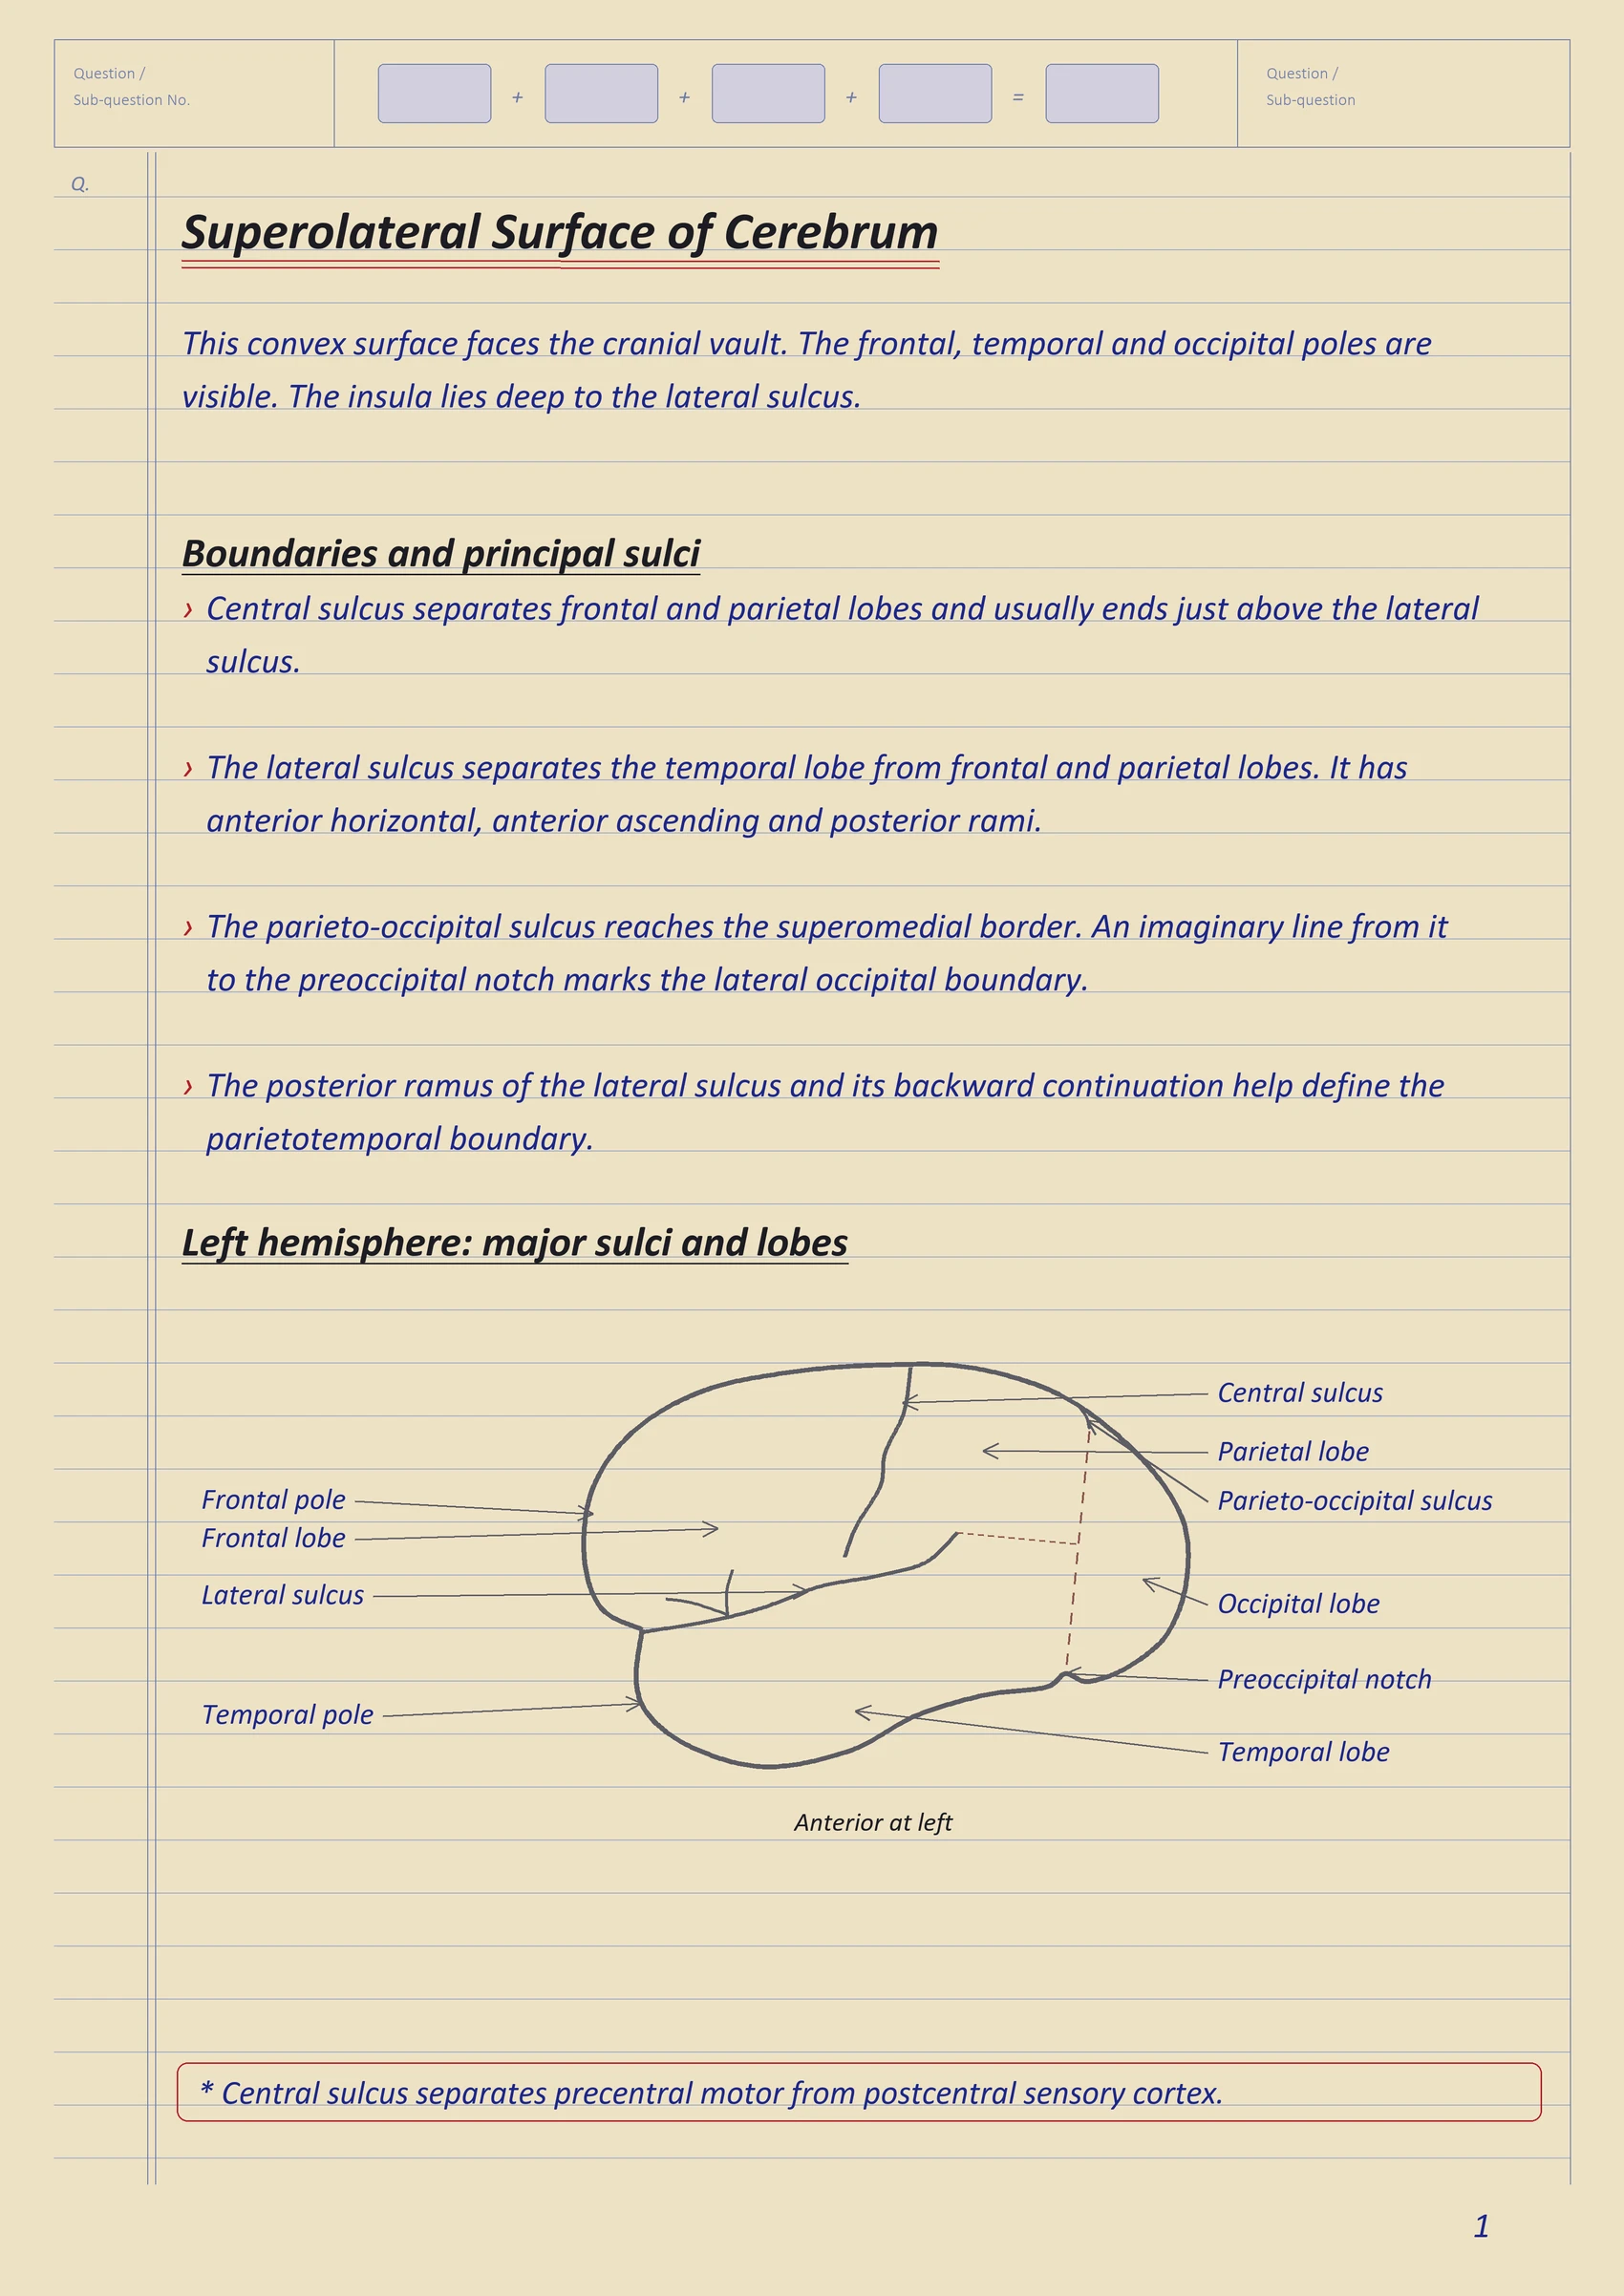 Question /
Sub-question No.
+ + + =
Question /
Sub-question
Q.
Superolateral Surface of Cerebrum
This convex surface faces the cranial vault. The frontal, temporal and occipital poles are
visible. The insula lies deep to the lateral sulcus.
Boundaries and principal sulci
› Central sulcus separates frontal and parietal lobes and usually ends just above the lateral
sulcus.
› The lateral sulcus separates the temporal lobe from frontal and parietal lobes. It has
anterior horizontal, anterior ascending and posterior rami.
› The parieto-occipital sulcus reaches the superomedial border. An imaginary line from it
to the preoccipital notch marks the lateral occipital boundary.
› The posterior ramus of the lateral sulcus and its backward continuation help define the
parietotemporal boundary.
Left hemisphere: major sulci and lobes
Central sulcus
Parietal lobe
Frontal pole
Parieto-occipital sulcus
Frontal lobe
Lateral sulcus
Occipital lobe
Preoccipital notch
Temporal pole
Temporal lobe
Anterior at left
* Central sulcus separates precentral motor from postcentral sensory cortex.
1